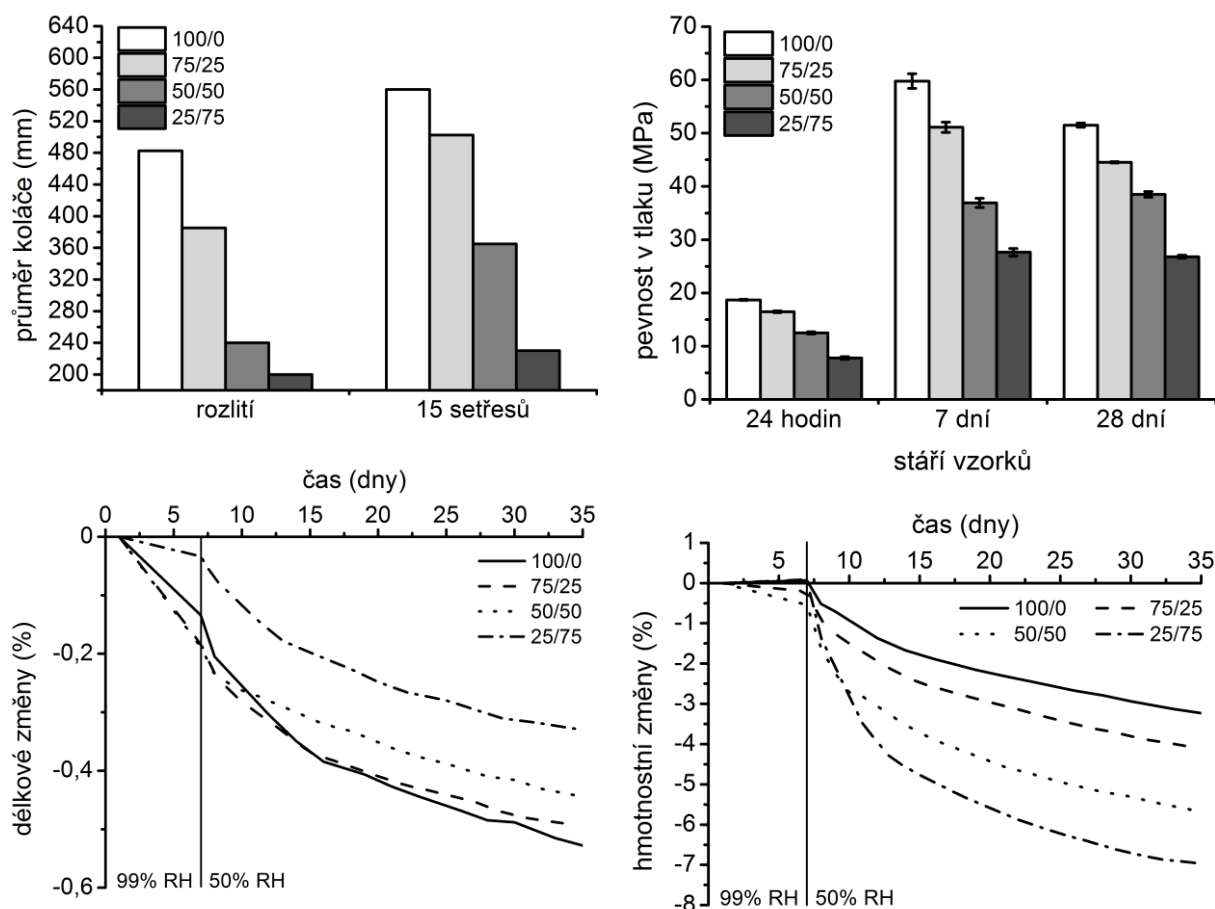 640
600
560
520
480
440
400
360
320
280
240
200
průměr koláče (mm)
100/0
75/25
50/50
25/75
rozlití
15 setřesů
70
60
50
40
30
20
10
0
pevnost v tlaku (MPa)
100/0
75/25
50/50
25/75
24 hodin
7 dní
28 dní
stáří vzorků
čas (dny)
0 5 10 15 20 25 30 35
0
-0,2
-0,4
-0,6
délkové změny (%)
100/0
75/25
50/50
25/75
99% RH
50% RH
čas (dny)
5 10 15 20 25 30 35
1
0
-1
-2
-3
-4
-5
-6
-7
-8
hmotnostní změny (%)
100/0 75/25
50/50 25/75
99% RH
50% RH